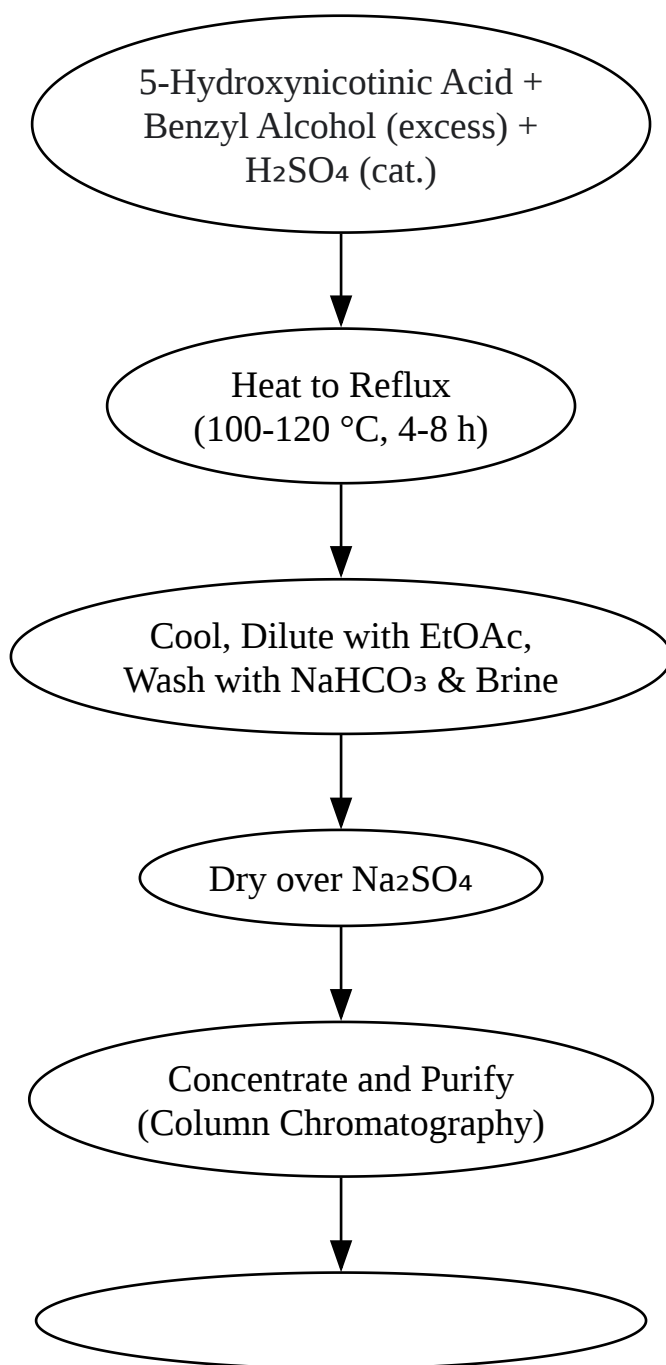 5-Hydroxynicotinic Acid +
Benzyl Alcohol (excess) +
H₂SO₄ (cat.)
Heat to Reflux
(100-120 °C, 4-8 h)
Cool, Dilute with EtOAc,
Wash with NaHCO₃ & Brine
Dry over Na₂SO₄
Concentrate and Purify
(Column Chromatography)